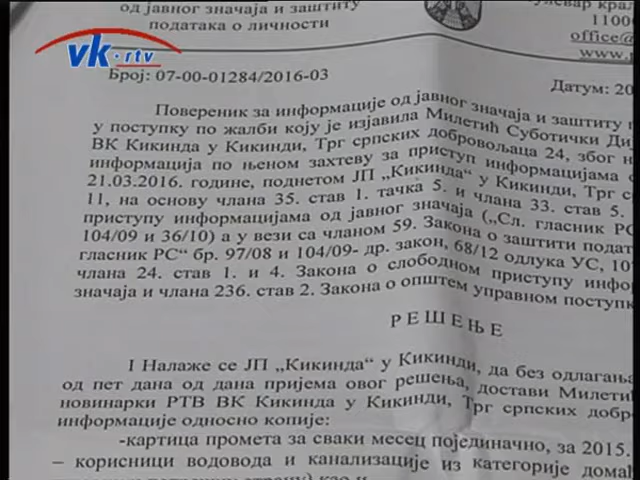 од јавног значаја и заштиту
података о личности
крал
11000
office@
www.
vk.rtv
Број: 07-00-01284/2016-03
Датум: 20
Повереник за информације од јавног значаја и заштиту
у поступку по жалби коју је изјавила Милетић Суботички Ди
ВК Кикинда у Кикинди, Трг српских добровољаца 24, због н
информација по њеном захтеву за приступ информацијама
21.03.2016. године, поднетом ЈП „Кикинда“ у Кикинди, Трг с
11, на основу члана 35. став 1. тачка 5. и члана 33. став 5.
приступу информацијама од јавног значаја („Сл. гласник РС
104/09 и 36/10) а у вези са чланом 59. Закона о заштити подат
гласник РС“ бр. 97/08 и 104/09- др. закон, 68/12 одлука УС, 10
члана 24. став 1. и 4. Закона о слободном приступу инфо
значаја и члана 236. став 2. Закона о општем управном поступк
Р Е Ш Е Њ Е
I Налаже се ЈП „Кикинда“ у Кикинди, да без одлагања
од пет дана од дана пријема овог решења, достави Милети
новинарки РТВ ВК Кикинда у Кикинди, Трг српских добр
информације односно копије:
-картица промета за сваки месец појединачно, за 2015.
– корисници водовода и канализације из категорије дома